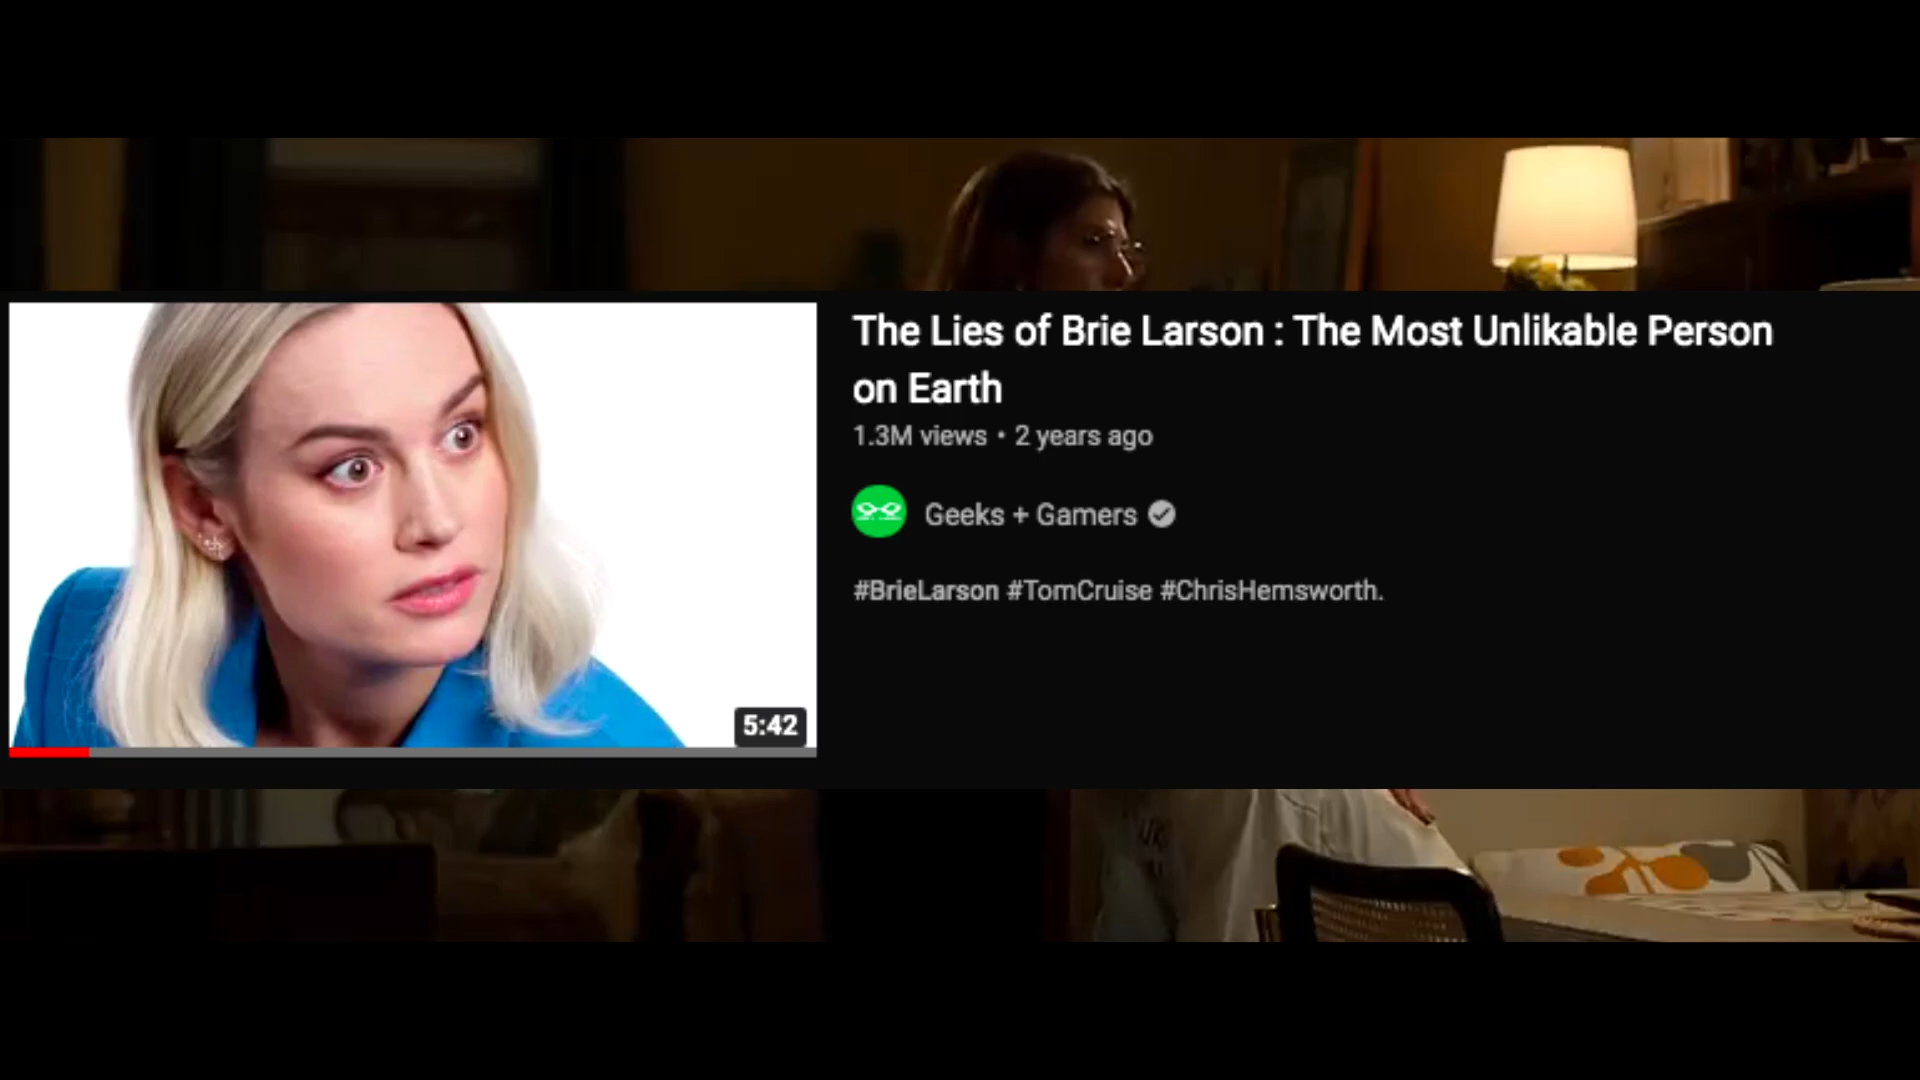 The Lies of Brie Larson : The Most Unlikable Person
on Earth
1.3M views • 2 years ago
Geeks + Gamers
#BrieLarson #TomCruise #ChrisHemsworth.
5:42